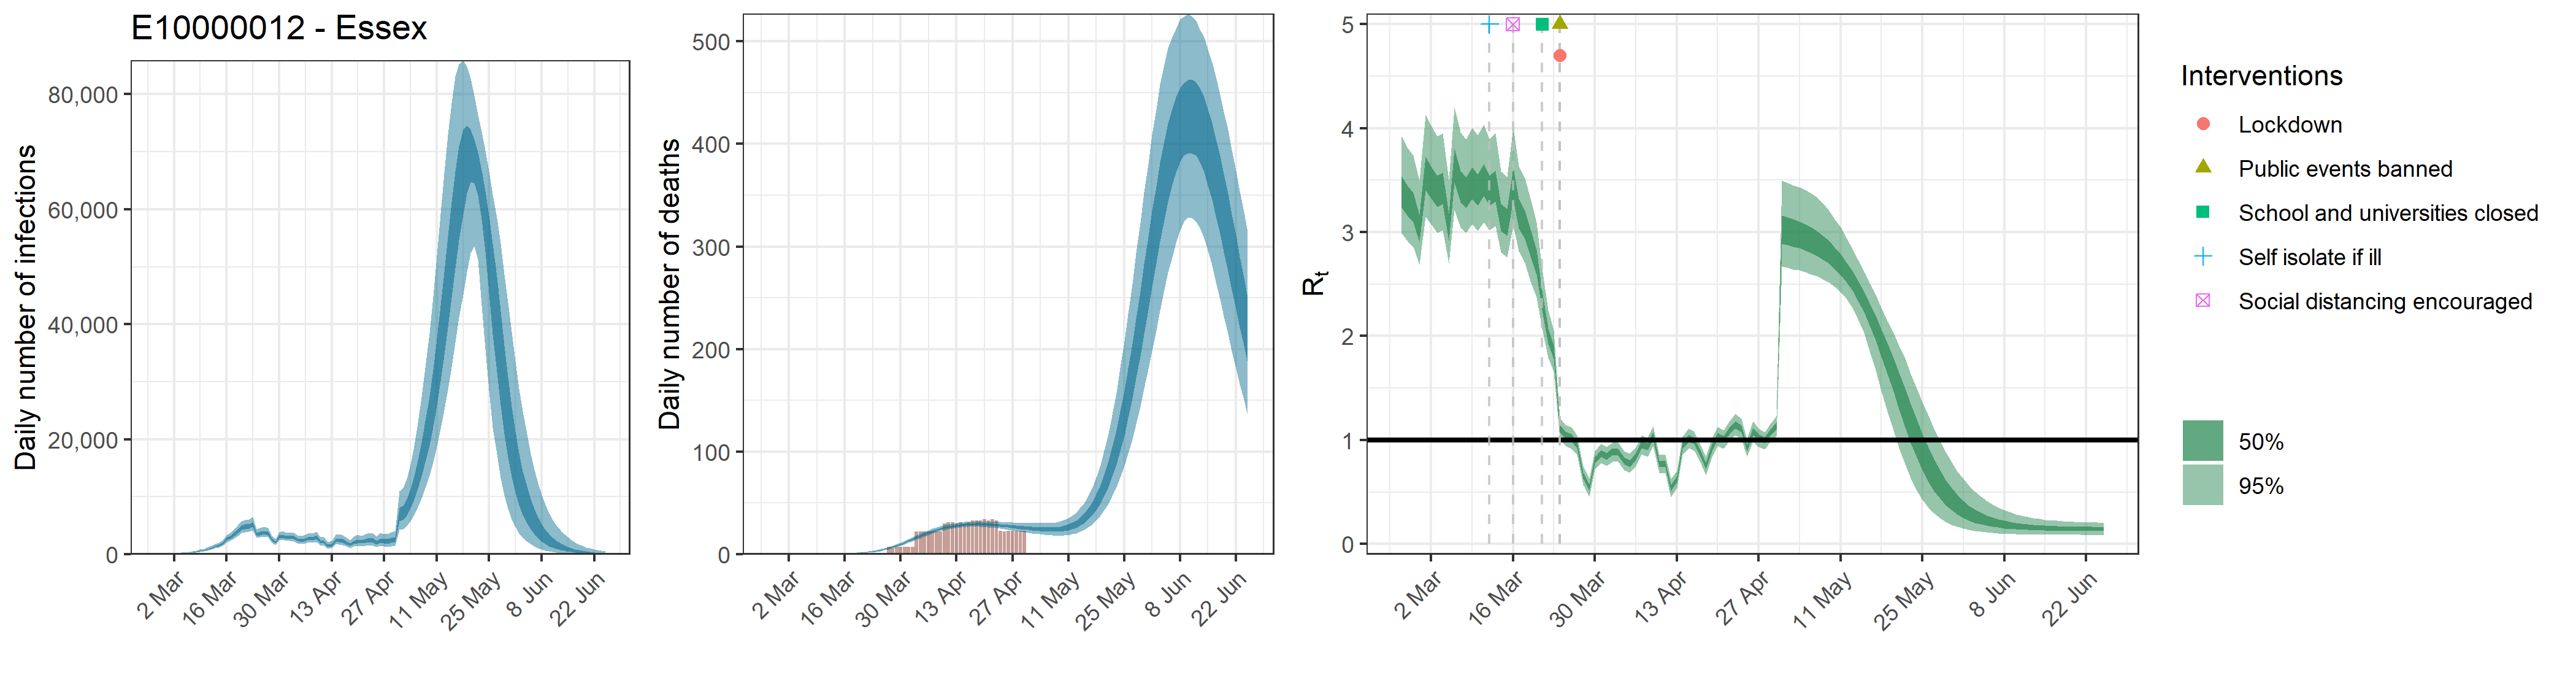 E10000012 - Essex
Daily number of infections
80,000
60,000
40,000
20,000
0
2 Mar
16 Mar
30 Mar
13 Apr
27 Apr
11 May
25 May
8 Jun
22 Jun
Daily number of deaths
500
400
300
200
100
0
2 Mar
16 Mar
30 Mar
13 Apr
27 Apr
11 May
25 May
8 Jun
22 Jun
Rt
5
4
3
2
1
0
2 Mar
16 Mar
30 Mar
13 Apr
27 Apr
11 May
25 May
8 Jun
22 Jun
Interventions
Lockdown
Public events banned
School and universities closed
Self isolate if ill
Social distancing encouraged
50%
95%